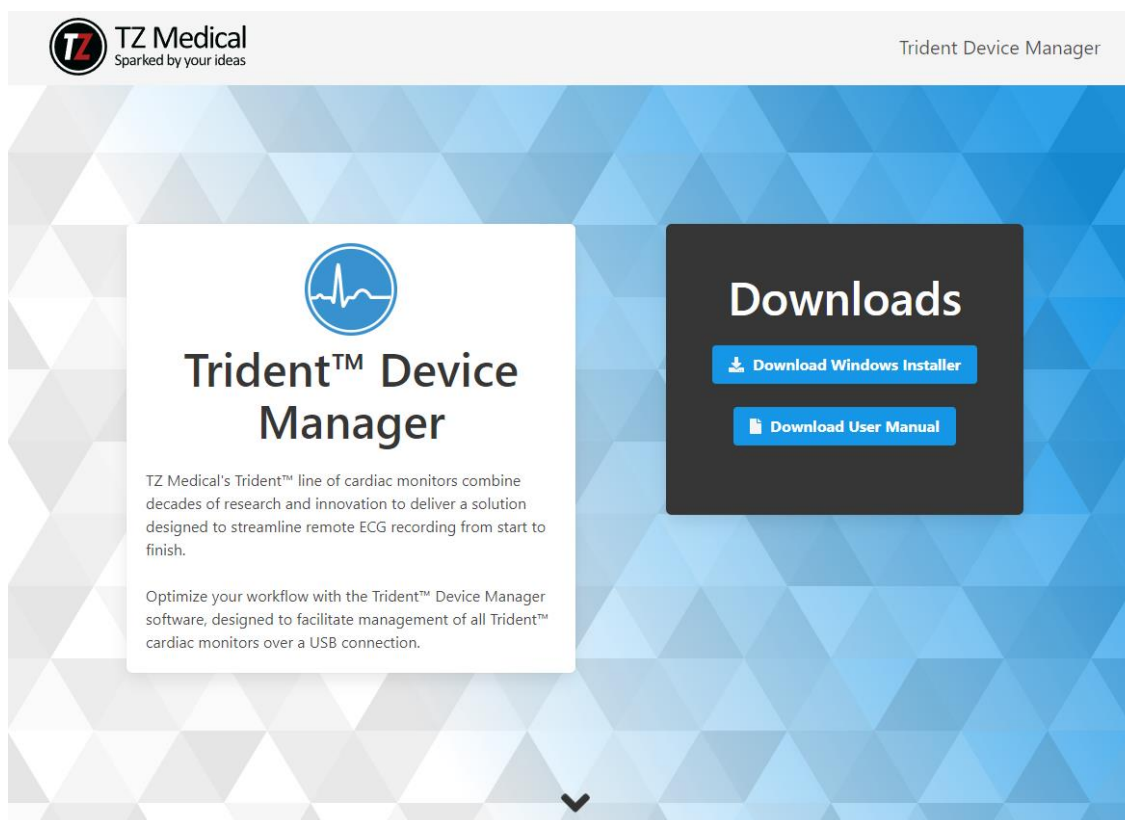 TZ TZ Medical
Sparked by your ideas
Trident Device Manager
Trident™ Device
Manager
TZ Medical's Trident™ line of cardiac monitors combine
decades of research and innovation to deliver a solution
designed to streamline remote ECG recording from start to
finish.
Optimize your workflow with the Trident™ Device Manager
software, designed to facilitate management of all Trident™
cardiac monitors over a USB connection.
Downloads
Download Windows Installer
Download User Manual